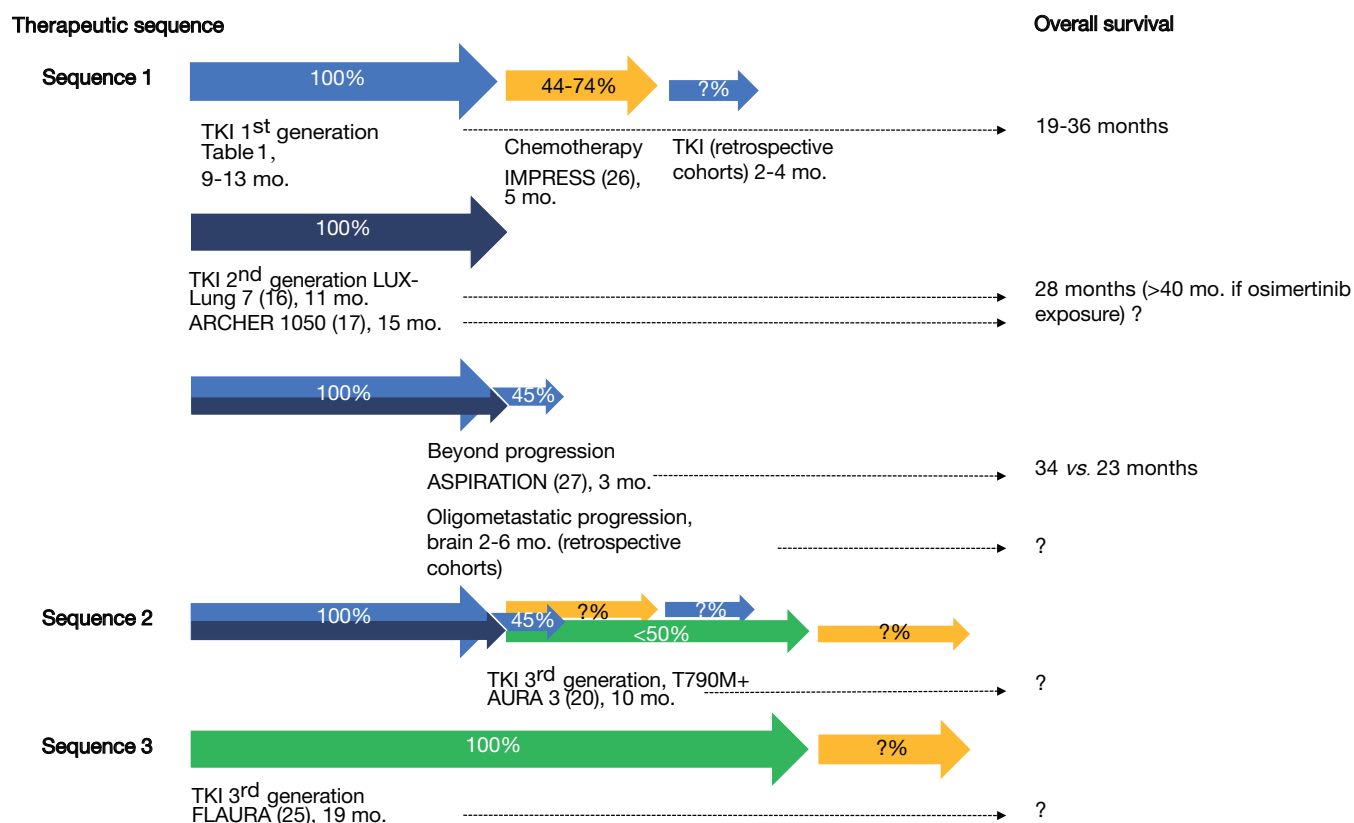 Therapeutic sequence
Overall survival
Sequence 1
100%
44-74%
?%
TKI 1st generation
Table 1,
9-13 mo.
Chemotherapy
IMPRESS (26),
5 mo.
TKI (retrospective
cohorts) 2-4 mo.
19-36 months
100%
TKI 2nd generation LUX-
Lung 7 (16), 11 mo.
ARCHER 1050 (17), 15 mo.
28 months (>40 mo. if osimertinib
exposure) ?
100%
45%
Beyond progression
ASPIRATION (27), 3 mo.
34 vs. 23 months
Oligometastatic progression,
brain 2-6 mo. (retrospective
cohorts)
?
Sequence 2
100%
45%
?%
?%
<50%
?%
TKI 3rd generation, T790M+
AURA 3 (20), 10 mo.
?
Sequence 3
100%
?%
TKI 3rd generation
FLAURA (25), 19 mo.
?